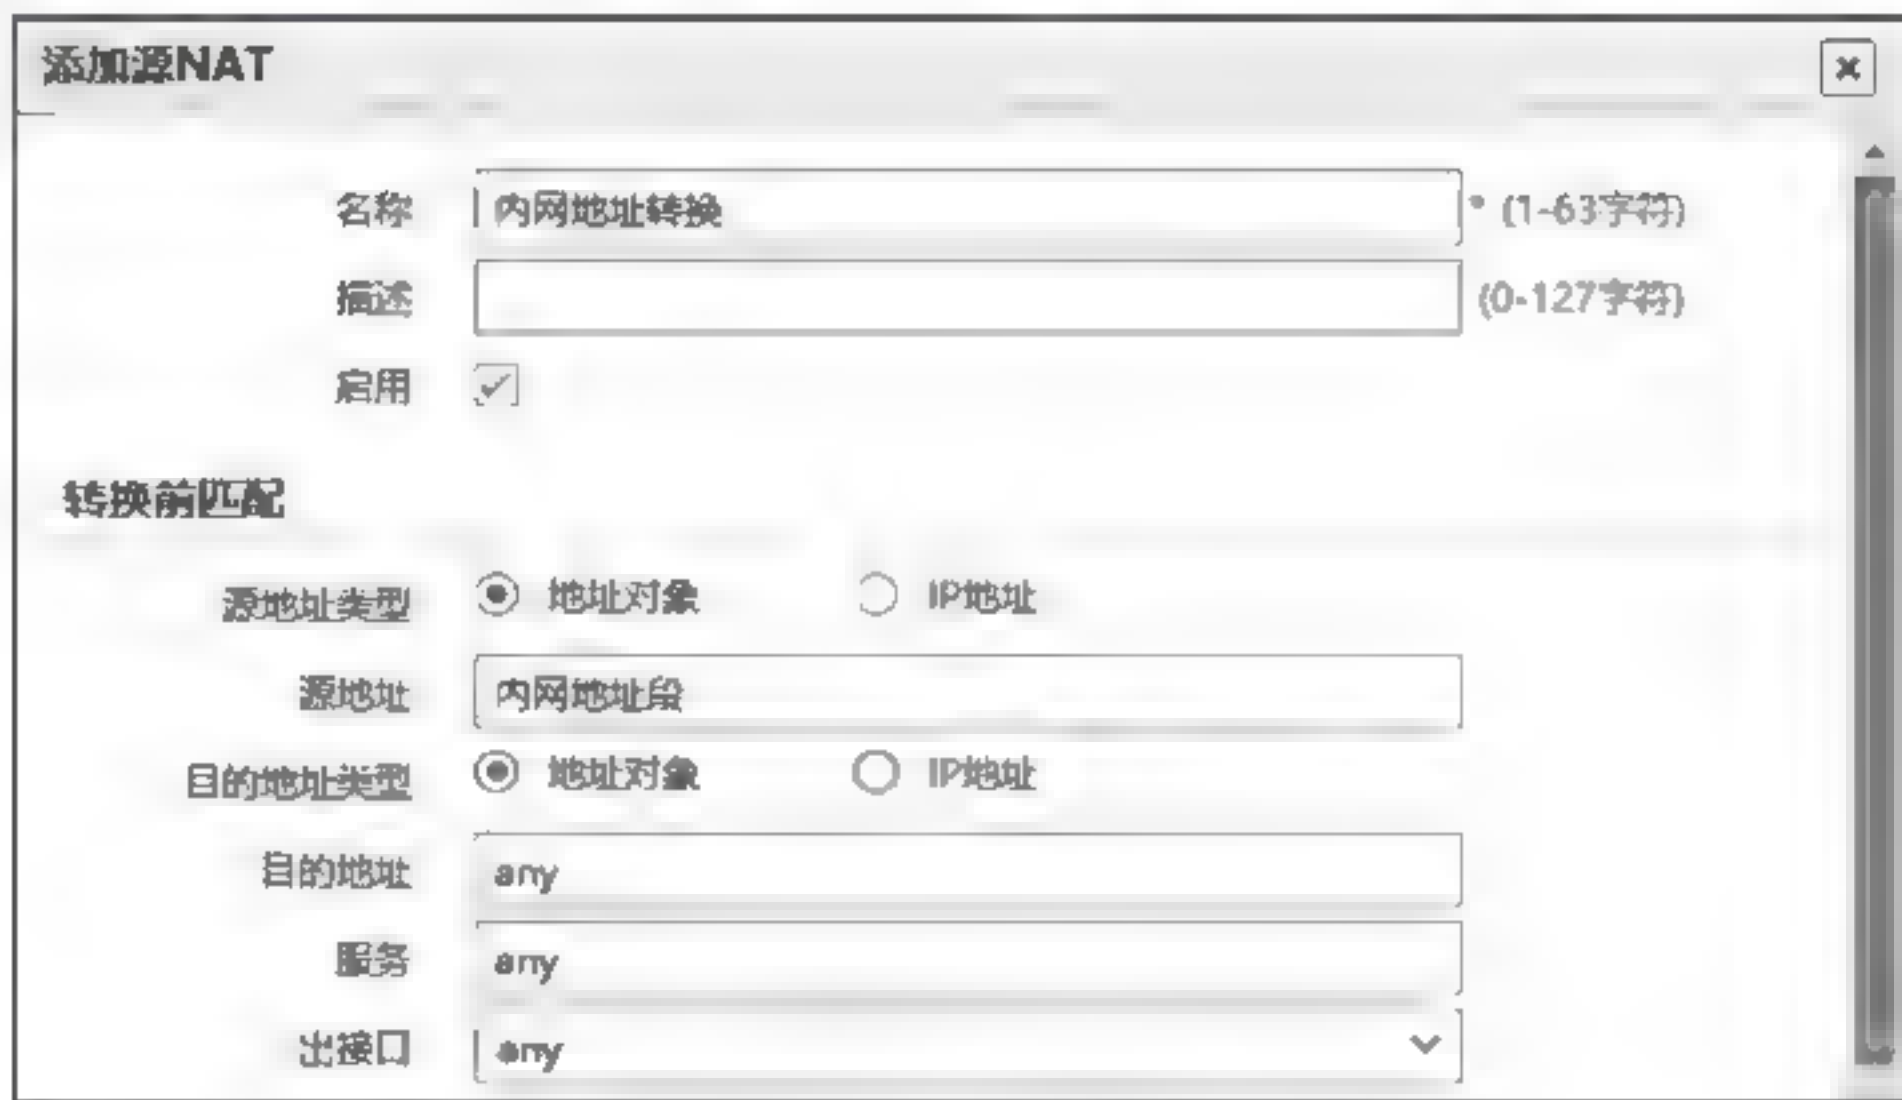 添加源NAT
名称 内网地址转换 * (1-63字符)
描述 (0-127字符)
启用
转换前匹配
源地址类型 地址对象 IP地址
源地址 内网地址段
目的地址类型 地址对象 IP地址
目的地址 any
服务 any
出接口 any